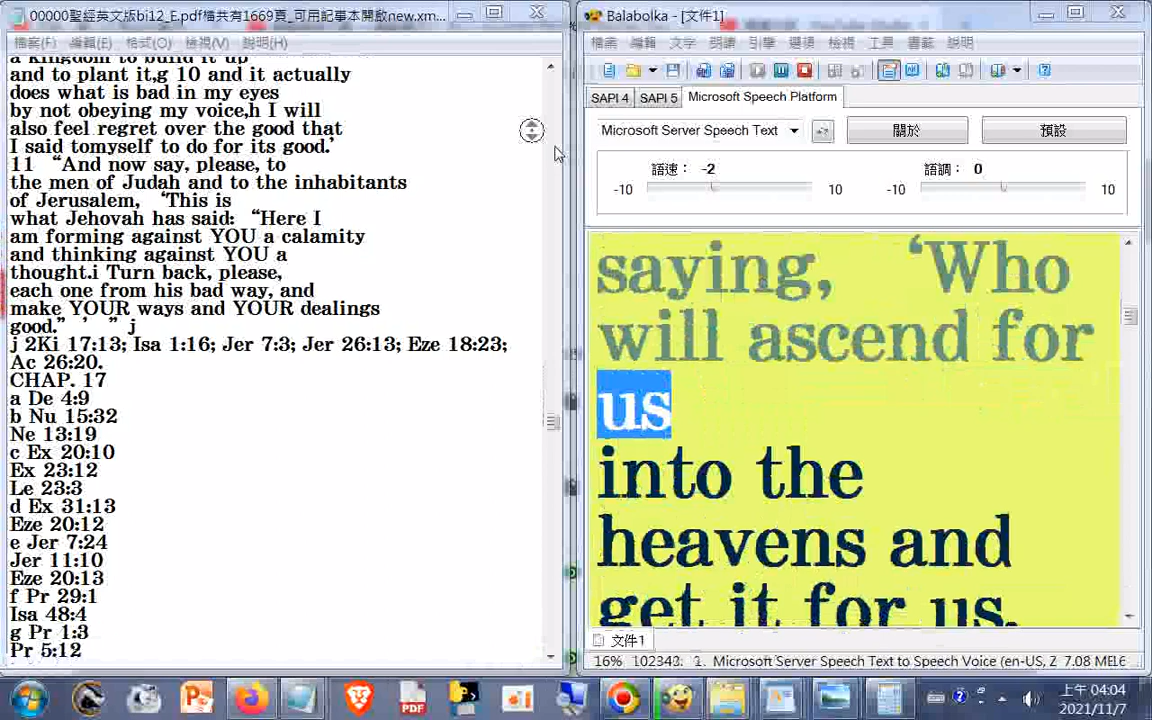 00000聖經英文版bi12_E.pdf檔共有1669頁_可用記事本開啟new.xm...
檔案(F) 編輯(E) 格式(O) 檢視(V) 說明(H)
a kingdom to build it up
and to plant it,g 10 and it actually
does what is bad in my eyes
by not obeying my voice,h I will
also feel regret over the good that
I said tomyself to do for its good.’
11 “And now say, please, to
the men of Judah and to the inhabitants
of Jerusalem, ‘This is
what Jehovah has said: “Here I
am forming against YOU a calamity
and thinking against YOU a
thought.i Turn back, please,
each one from his bad way, and
make YOUR ways and YOUR dealings
good.” ’ ”j
j 2Ki 17:13; Isa 1:16; Jer 7:3; Jer 26:13; Eze 18:23;
Ac 26:20.
CHAP. 17
a De 4:9
b Nu 15:32
Ne 13:19
c Ex 20:10
Ex 23:12
Le 23:3
d Ex 31:13
Eze 20:12
e Jer 7:24
Jer 11:10
Eze 20:13
f Pr 29:1
Isa 48:4
g Pr 1:3
Pr 5:12
Balabolka - [文件1]
檔案 編輯 文字 朗讀 引擎 選項 檢視 工具 書籤 說明
SAPI 4 SAPI 5 Microsoft Speech Platform
Microsoft Server Speech Text 關於 預設
語速： -2 語調： 0
-10 10 -10 10
saying, ‘Who
will ascend for
us
into the
heavens and
get it for us,
文件1
16% 102343: 1. Microsoft Server Speech Text to Speech Voice (en-US, Z 7.08 МБ
PDF
上午 04:04
2021/11/7